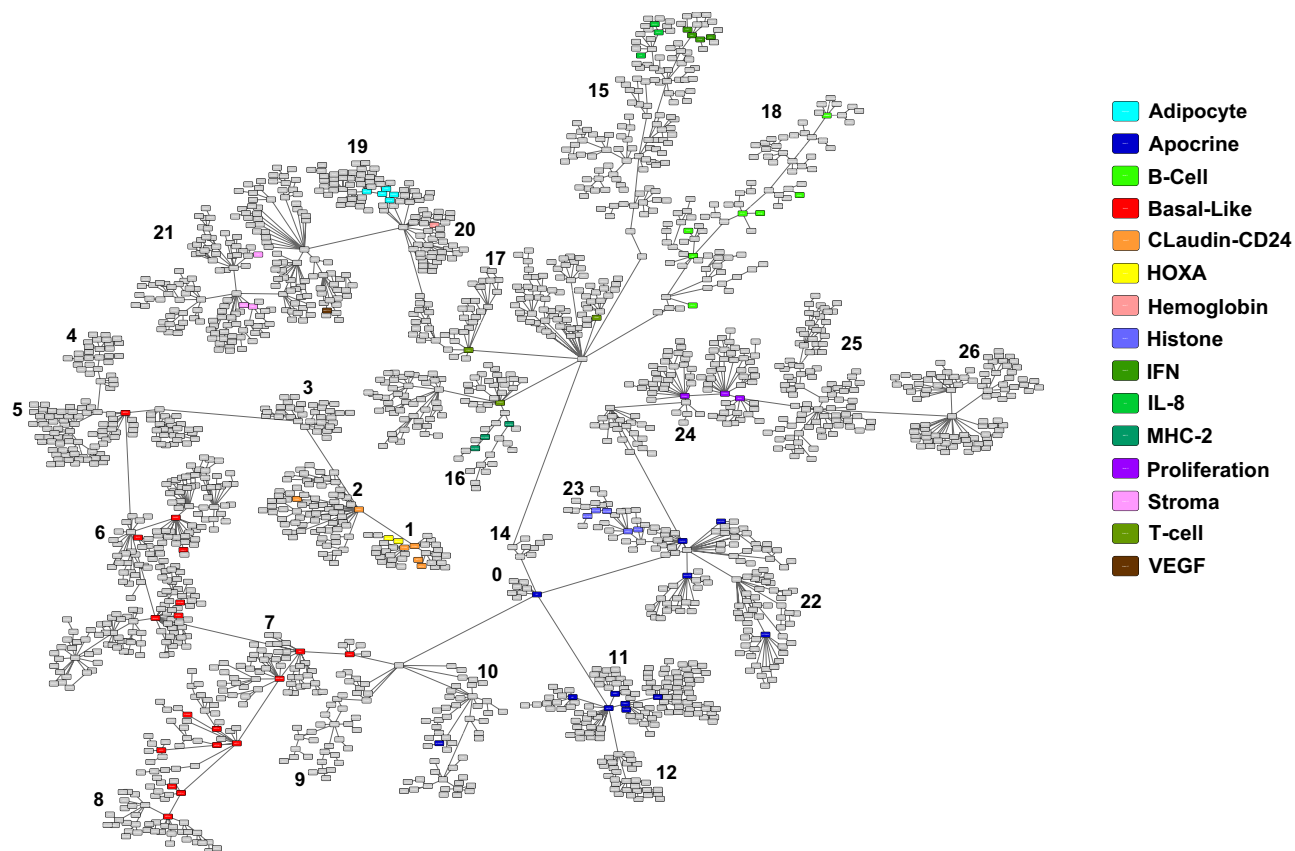 15
18
19
21
20
17
4
25
26
3
5
24
16
2
23
1
6
14
0
22
7
11
10
12
9
8
Adipocyte
Apocrine
B-Cell
Basal-Like
CLaudin-CD24
HOXA
Hemoglobin
Histone
IFN
IL-8
MHC-2
Proliferation
Stroma
T-cell
VEGF